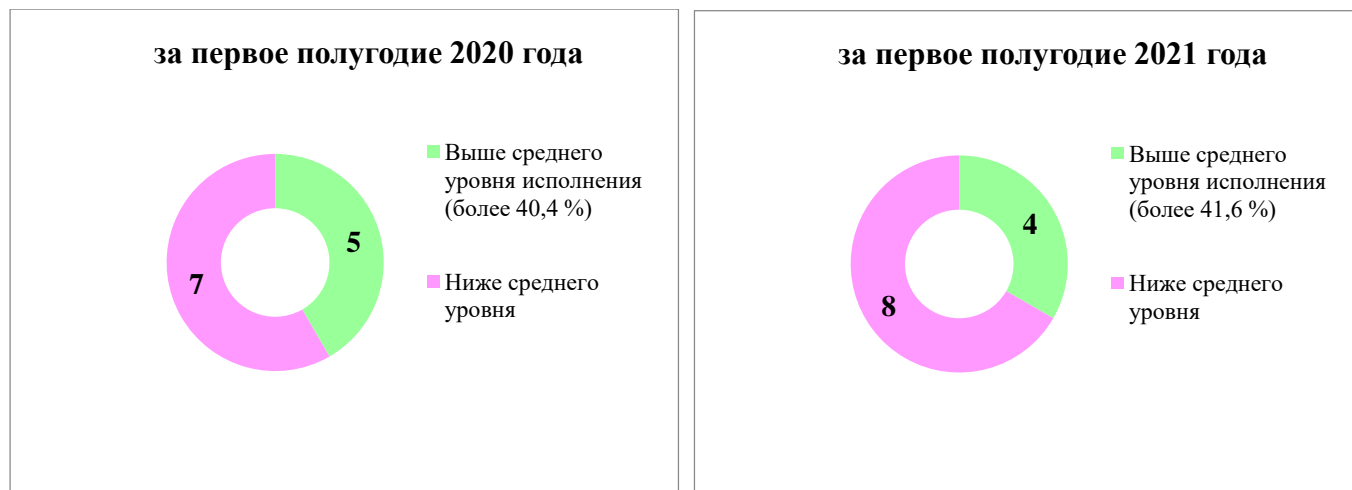 за первое полугодие 2020 года
Выше среднего
уровня исполнения
(более 40,4 %)
5
7
Ниже среднего
уровня
за первое полугодие 2021 года
Выше среднего
уровня исполнения
(более 41,6 %)
4
8
Ниже среднего
уровня